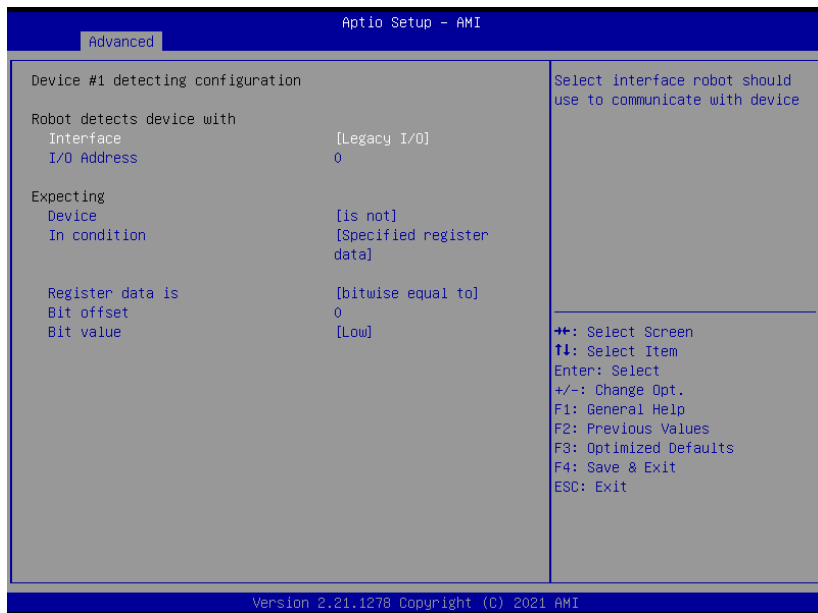 Aptio Setup – AMI
Advanced
Device #1 detecting configuration
Robot detects device with
Interface [Legacy I/O]
I/O Address 0
Expecting
Device [is not]
In condition [Specified register
data]
Register data is [bitwise equal to]
Bit offset 0
Bit value [Low]
Select interface robot should
use to communicate with device
→←: Select Screen
↑↓: Select Item
Enter: Select
+/-: Change Opt.
F1: General Help
F2: Previous Values
F3: Optimized Defaults
F4: Save & Exit
ESC: Exit
Version 2.21.1278 Copyright (C) 2021 AMI